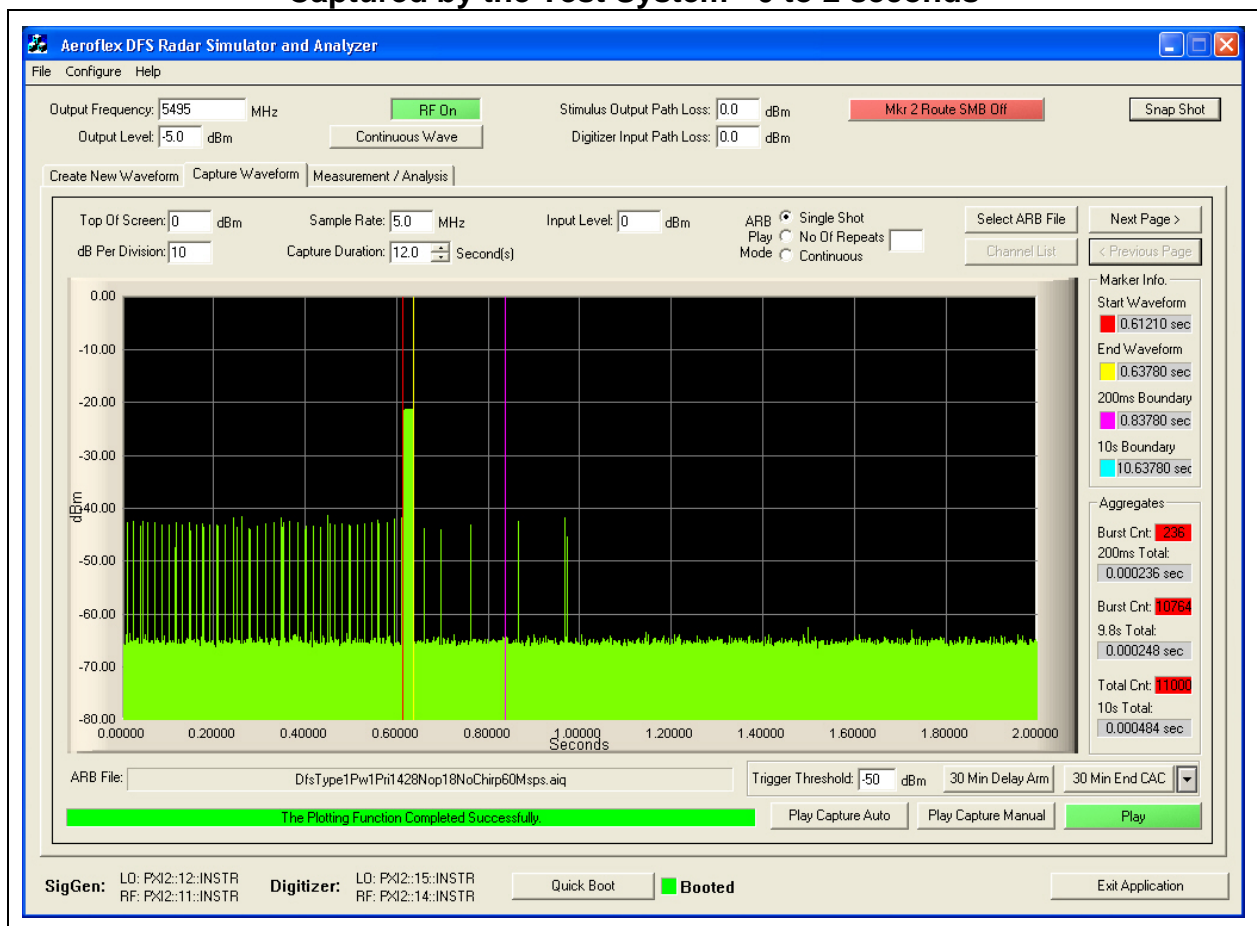 Aeroflex DFS Radar Simulator and Analyzer
File Configure Help
Output Frequency: 5495 MHz RF On Stimulus Output Path Loss: 0.0 dBm Mkr 2 Route SMB Off Snap Shot
Output Level: -5.0 dBm Continuous Wave Digitizer Input Path Loss: 0.0 dBm
Create New Waveform Capture Waveform Measurement / Analysis
Top Of Screen: 0 dBm Sample Rate: 5.0 MHz Input Level: 0 dBm ARB Play Mode Single Shot Select ARB File Next Page >
No Of Repeats
dB Per Division: 10 Capture Duration: 12.0 Second(s) Continuous Channel List < Previous Page
Marker Info.
Start Waveform
0.61210 sec
End Waveform
0.63780 sec
200ms Boundary
0.83780 sec
10s Boundary
10.63780 sec
Aggregates
Burst Cnt: 236
200ms Total:
0.000236 sec
Burst Cnt: 10764
9.8s Total:
0.000248 sec
Total Cnt: 11000
10s Total:
0.000484 sec
0.00
-10.00
-20.00
-30.00
-40.00
-50.00
-60.00
-70.00
-80.00
dBm
0.00000 0.20000 0.40000 0.60000 0.80000 1.00000 1.20000 1.40000 1.60000 1.80000 2.00000
Seconds
ARB File: DfsType1Pw1Pri1428Nop18NoChirp60Msps.aiq Trigger Threshold: -50 dBm 30 Min Delay Arm 30 Min End CAC
The Plotting Function Completed Successfully. Play Capture Auto Play Capture Manual Play
SigGen: LO: PXI2::12::INSTR Digitizer: LO: PXI2::15::INSTR Quick Boot Booted Exit Application
RF: PXI2::11::INSTR RF: PXI2::14::INSTR